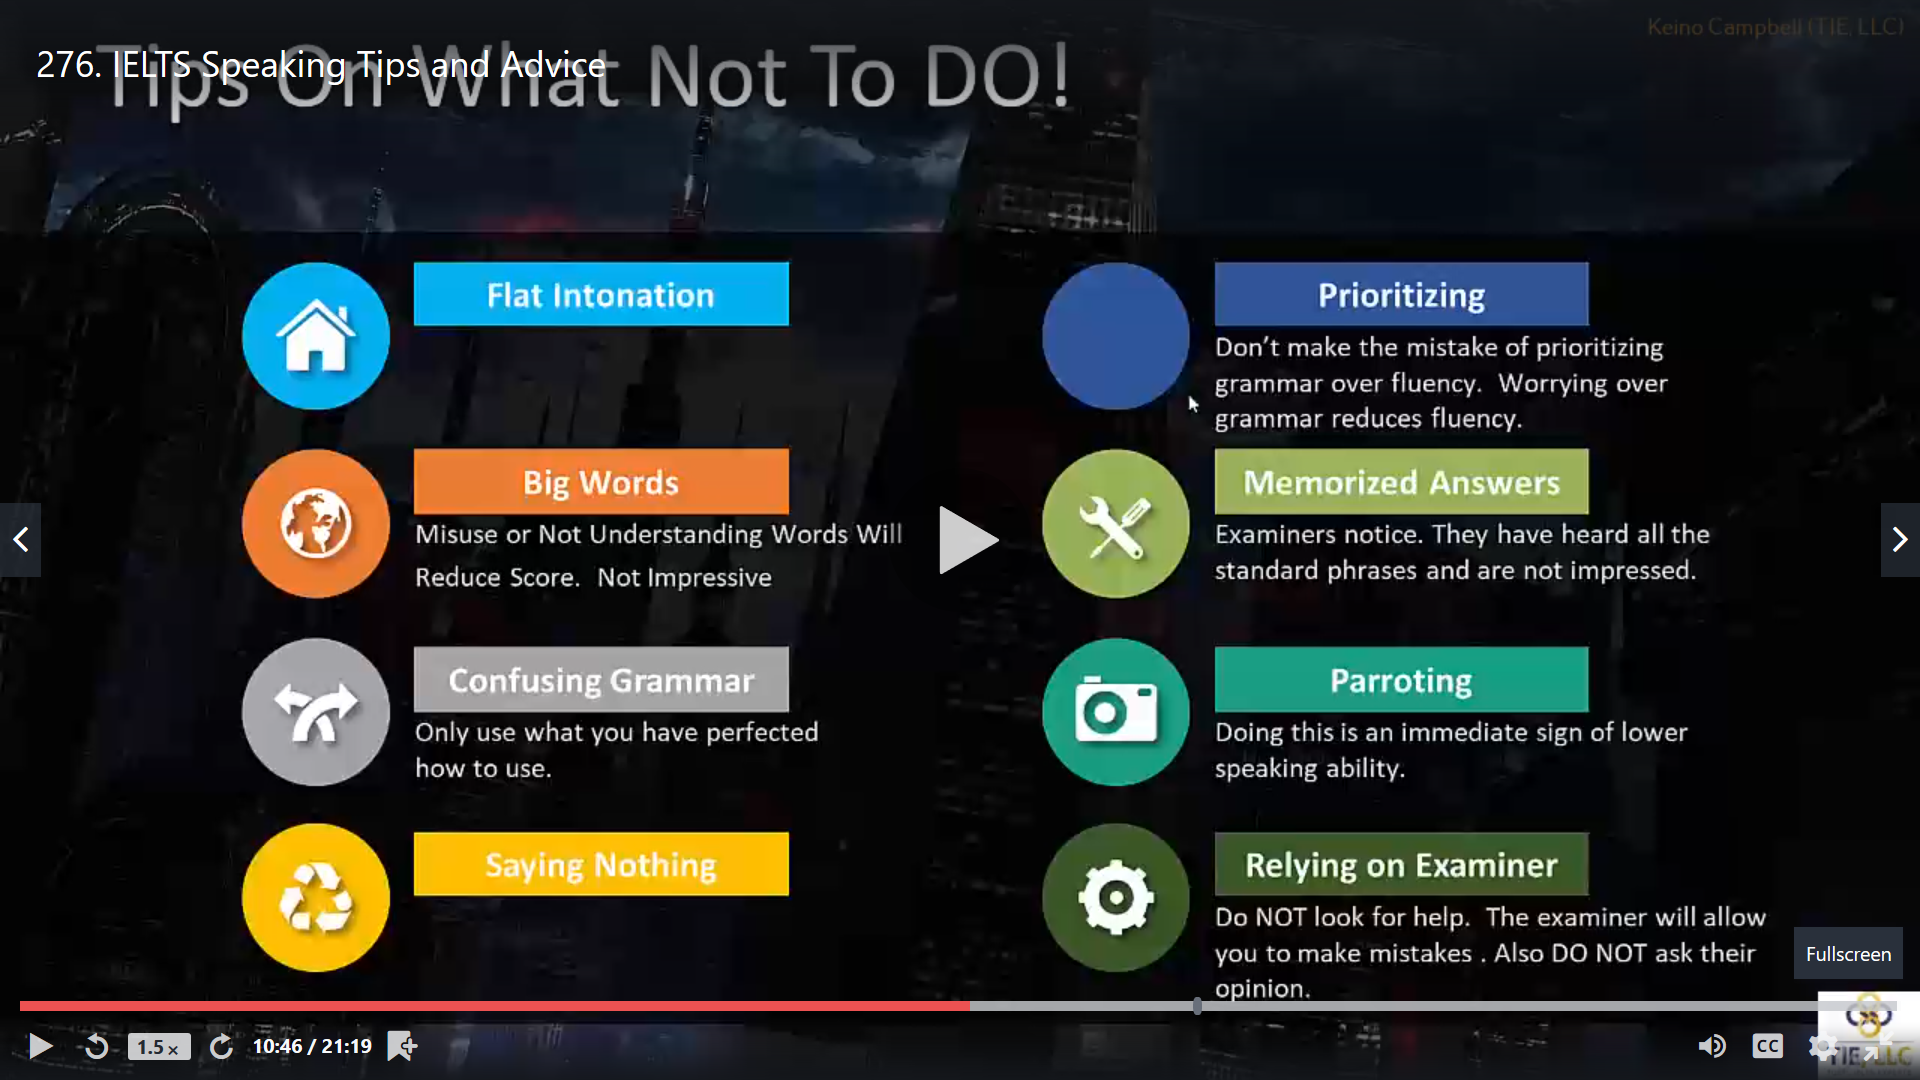 Keino Campbell (TIE, LLC)
276. IELTS Speaking Tips and Advice
Tips On What Not To DO!
Flat Intonation
Big Words
Misuse or Not Understanding Words Will
Reduce Score.  Not Impressive
Confusing Grammar
Only use what you have perfected
how to use.
Saying Nothing
Prioritizing
Don't make the mistake of prioritizing
grammar over fluency.  Worrying over
grammar reduces fluency.
Memorized Answers
Examiners notice. They have heard all the
standard phrases and are not impressed.
Parroting
Doing this is an immediate sign of lower
speaking ability.
Relying on Examiner
Do NOT look for help.  The examiner will allow
you to make mistakes . Also DO NOT ask their
opinion.
Fullscreen
1.5 x
10:46 / 21:19
CC
TIE, LLC